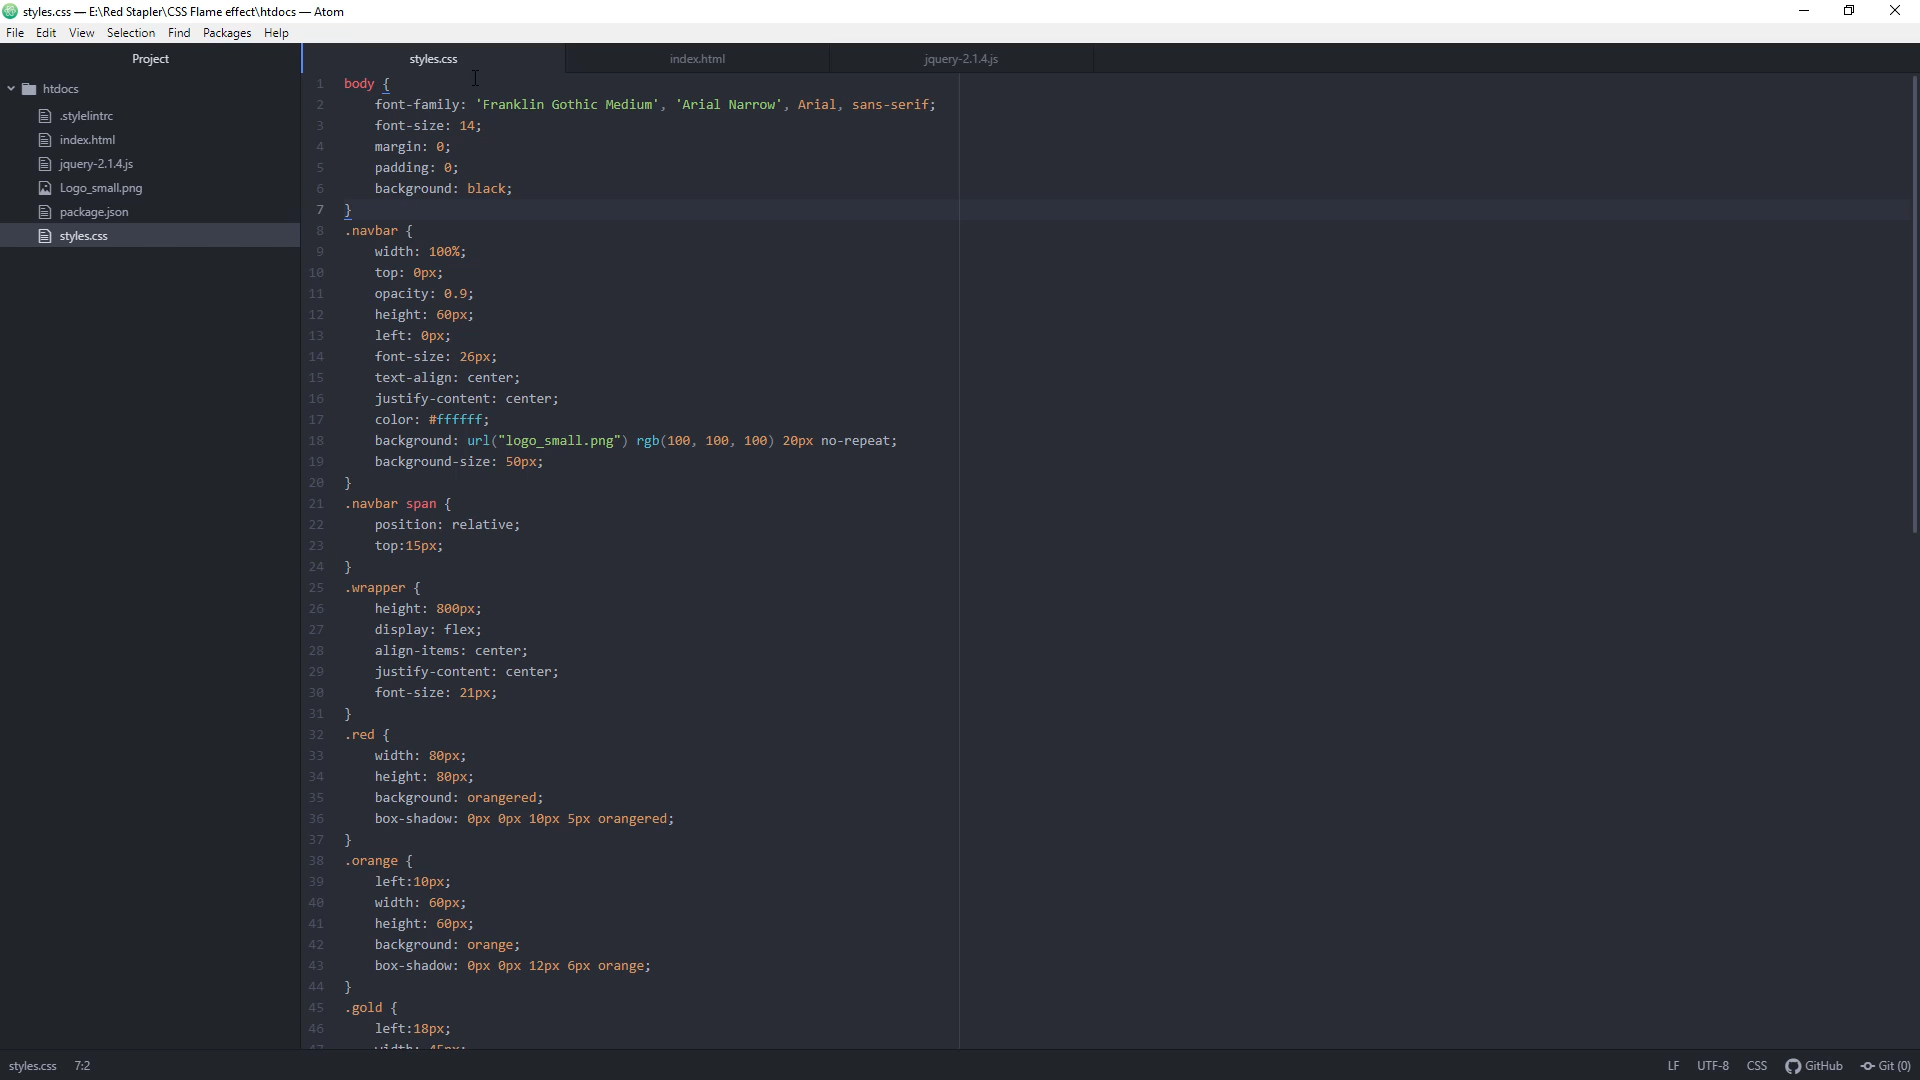 styles.css — E:\Red Stapler\CSS Flame effect\htdocs — Atom
File Edit View Selection Find Packages Help
Project
styles.css
index.html
jquery-2.1.4.js
htdocs
.stylelintrc
index.html
jquery-2.1.4.js
Logo_small.png
package.json
styles.css
1 body {
2 font-family: 'Franklin Gothic Medium', 'Arial Narrow', Arial, sans-serif;
3 font-size: 14;
4 margin: 0;
5 padding: 0;
6 background: black;
7 }
8 .navbar {
9 width: 100%;
10 top: 0px;
11 opacity: 0.9;
12 height: 60px;
13 left: 0px;
14 font-size: 26px;
15 text-align: center;
16 justify-content: center;
17 color: #ffffff;
18 background: url("logo_small.png") rgb(100, 100, 100) 20px no-repeat;
19 background-size: 50px;
20 }
21 .navbar span {
22 position: relative;
23 top:15px;
24 }
25 .wrapper {
26 height: 800px;
27 display: flex;
28 align-items: center;
29 justify-content: center;
30 font-size: 21px;
31 }
32 .red {
33 width: 80px;
34 height: 80px;
35 background: orangered;
36 box-shadow: 0px 0px 10px 5px orangered;
37 }
38 .orange {
39 left:10px;
40 width: 60px;
41 height: 60px;
42 background: orange;
43 box-shadow: 0px 0px 12px 6px orange;
44 }
45 .gold {
46 left:18px;
47 width: 45px;
styles.css 7:2
LF UTF-8 CSS GitHub Git (0)